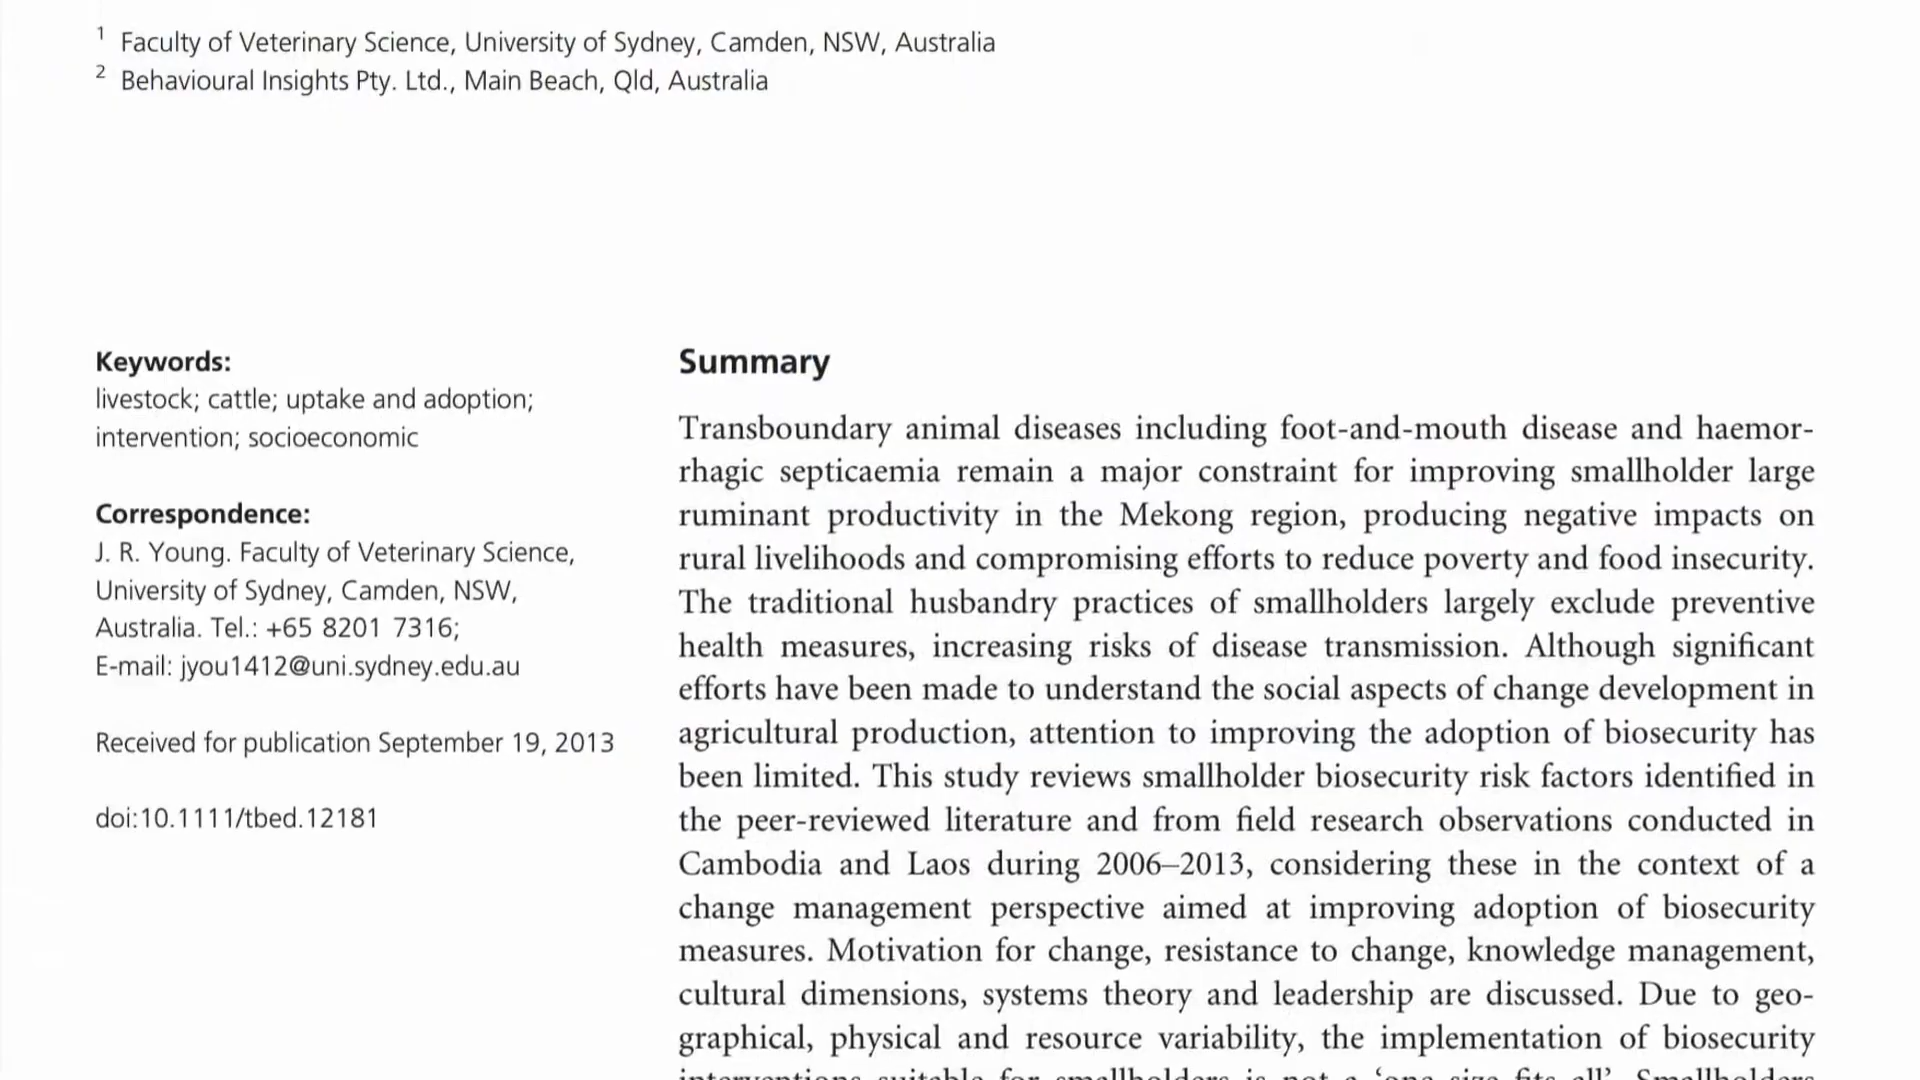 1 Faculty of Veterinary Science, University of Sydney, Camden, NSW, Australia
2 Behavioural Insights Pty. Ltd., Main Beach, Qld, Australia
Keywords:
livestock; cattle; uptake and adoption;
intervention; socioeconomic
Correspondence:
J. R. Young. Faculty of Veterinary Science,
University of Sydney, Camden, NSW,
Australia. Tel.: +65 8201 7316;
E-mail: jyou1412@uni.sydney.edu.au
Received for publication September 19, 2013
doi:10.1111/tbed.12181
Summary
Transboundary animal diseases including foot-and-mouth disease and haemor-
rhagic septicaemia remain a major constraint for improving smallholder large
ruminant productivity in the Mekong region, producing negative impacts on
rural livelihoods and compromising efforts to reduce poverty and food insecurity.
The traditional husbandry practices of smallholders largely exclude preventive
health measures, increasing risks of disease transmission. Although significant
efforts have been made to understand the social aspects of change development in
agricultural production, attention to improving the adoption of biosecurity has
been limited. This study reviews smallholder biosecurity risk factors identified in
the peer-reviewed literature and from field research observations conducted in
Cambodia and Laos during 2006–2013, considering these in the context of a
change management perspective aimed at improving adoption of biosecurity
measures. Motivation for change, resistance to change, knowledge management,
cultural dimensions, systems theory and leadership are discussed. Due to geo-
graphical, physical and resource variability, the implementation of biosecurity
interventions suitable for smallholders is not a ‘one size fits all’. Smallholders